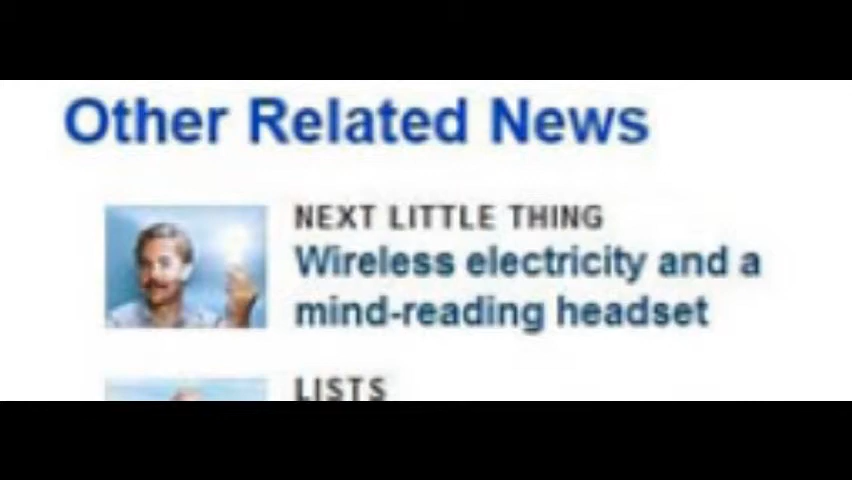 Other Related News
NEXT LITTLE THING
Wireless electricity and a
mind-reading headset
LISTS